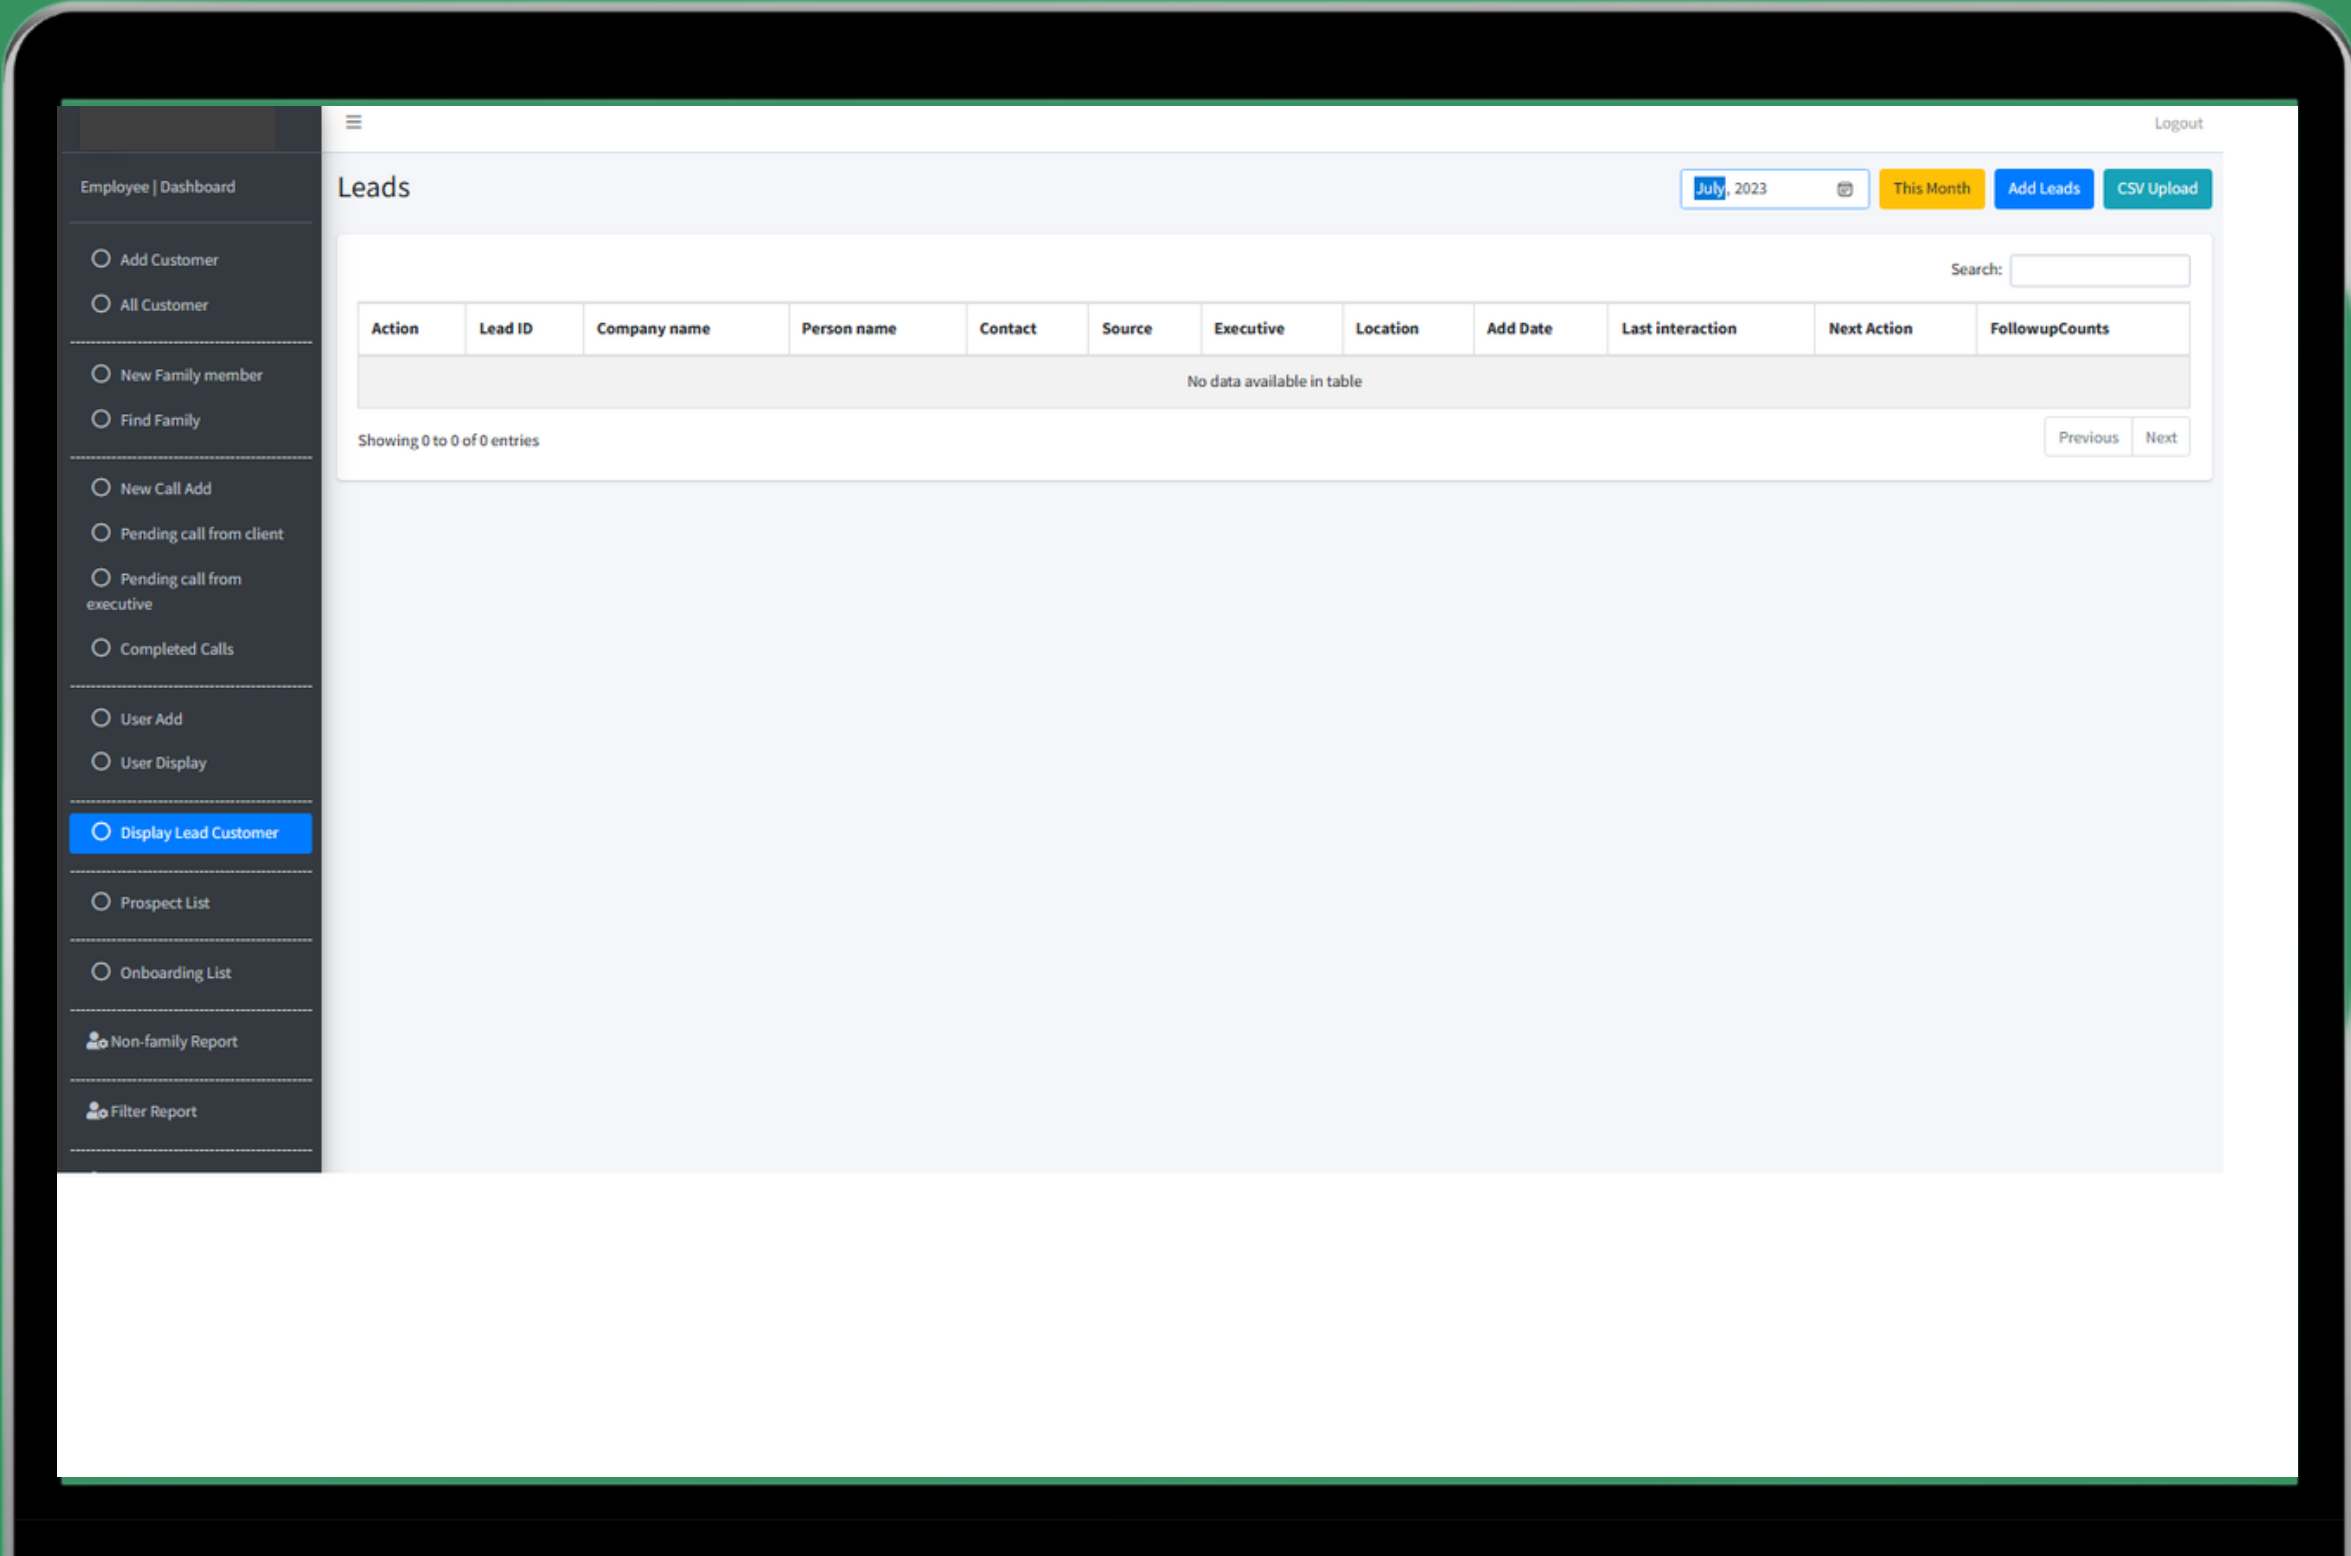 Logout
Employee | Dashboard
Leads
July, 2023
This Month
Add Leads
CSV Upload
Add Customer
All Customer
New Family member
Find Family
New Call Add
Pending call from client
Pending call from
executive
Completed Calls
User Add
User Display
Display Lead Customer
Prospect List
Onboarding List
Non-family Report
Filter Report
Search:
Action Lead ID Company name Person name Contact Source Executive Location Add Date Last interaction Next Action FollowupCounts
No data available in table
Showing 0 to 0 of 0 entries
Previous Next